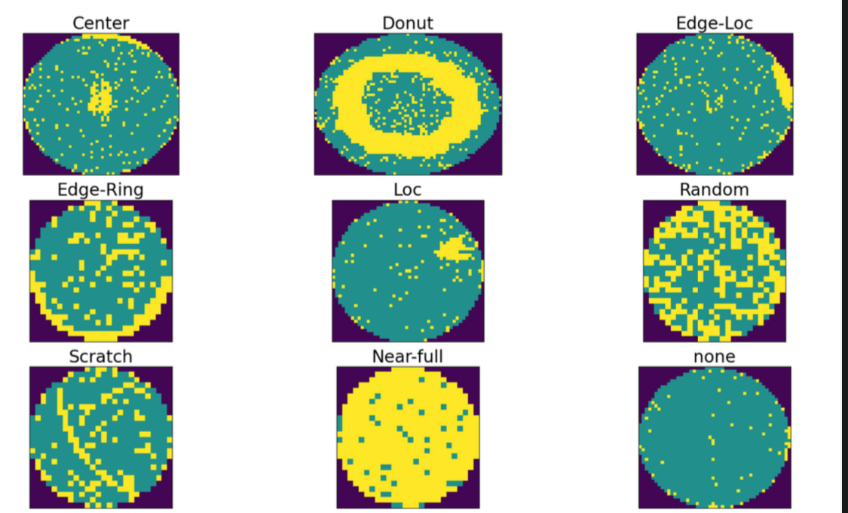 Center
Donut
Edge-Loc
Edge-Ring
Loc
Random
Scratch
Near-full
none